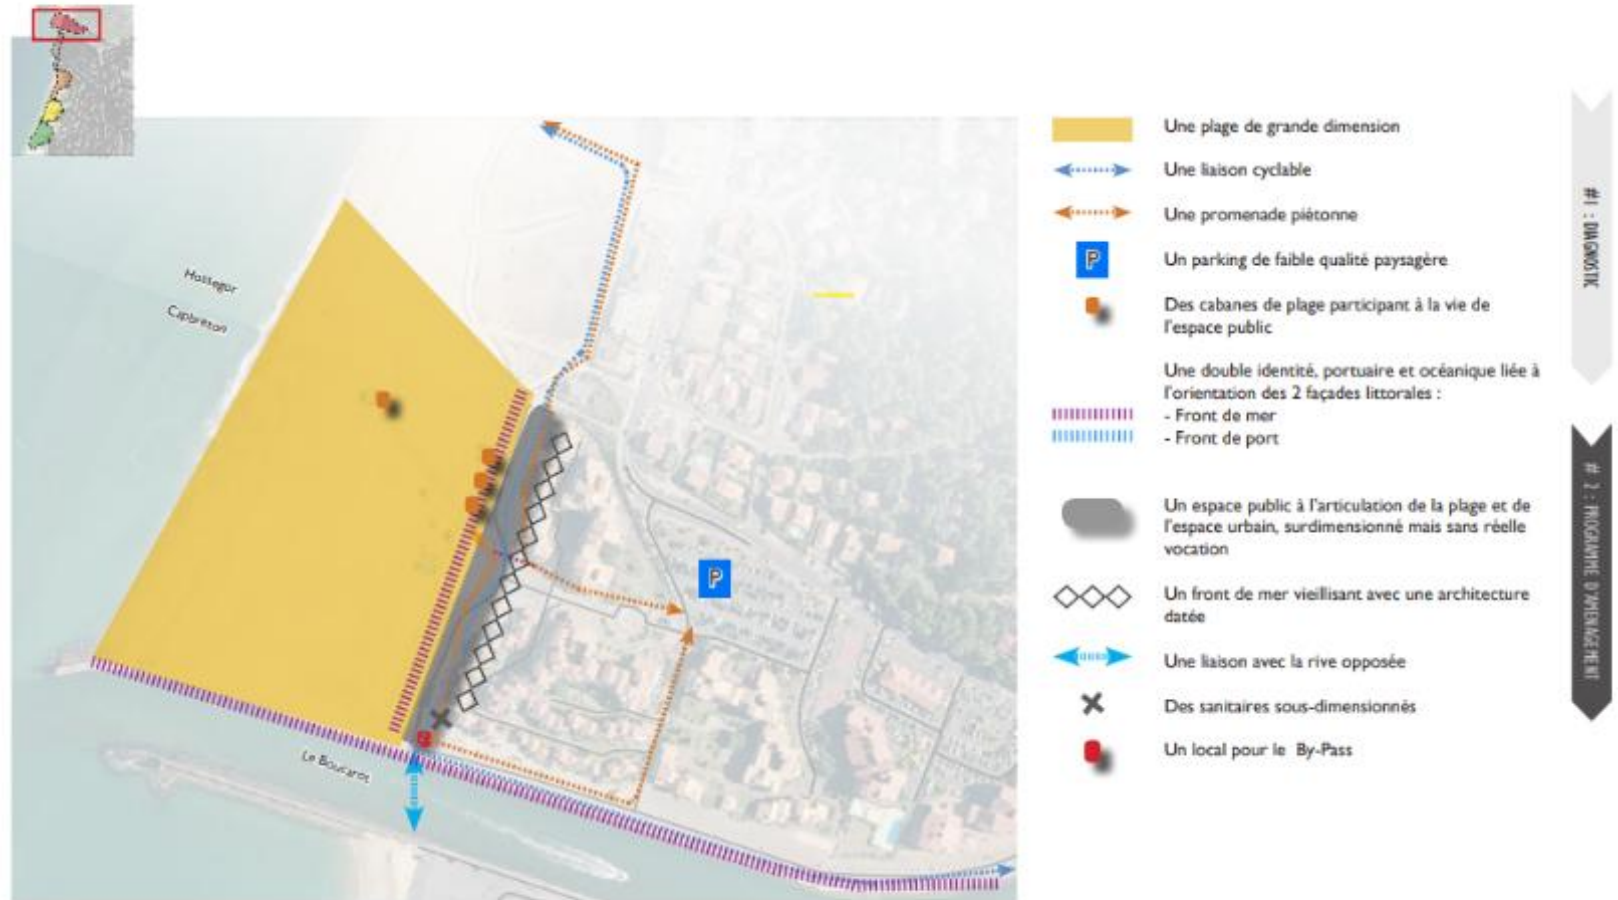 Une plage de grande dimension
Une liaison cyclable
Une promenade piétonne
P
Un parking de faible qualité paysagère
Des cabanes de plage participant à la vie de
l'espace public
Une double identité, portuaire et océanique liée à
l'orientation des 2 façades littorales :
- Front de mer
- Front de port
Un espace public à l'articulation de la plage et de
l'espace urbain, surdimensionné mais sans réelle
vocation
Un front de mer vieillisant avec une architecture
datée
Une liaison avec la rive opposée
Des sanitaires sous-dimensionnés
Un local pour le By-Pass
Hossegor
Capbreton
P
Le Boucarot
#1 : DIAGNOSTIC
# 2 : PROGRAMME D'AMENAGEMENT